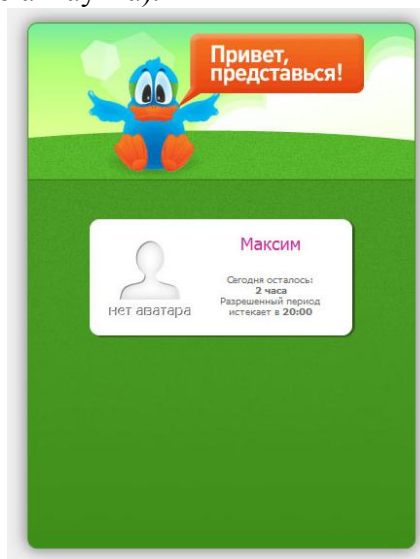 Привет,
представься!
Максим
Сегодня осталось:
2 часа
Разрешенный период
истекает в 20:00
нет аватара